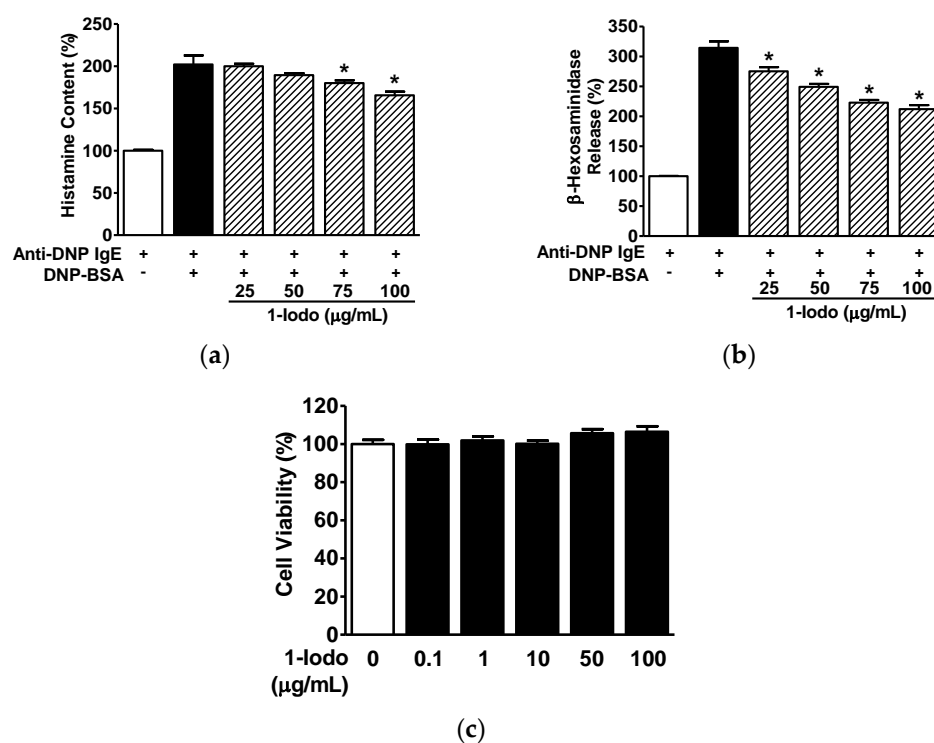 Histamine Content (%)
250
200
150
100
50
0
* *
Anti-DNP IgE + + + + + +
DNP-BSA - + + + + +
25 50 75 100
1-Iodo (μg/mL)
(a)
β-Hexosaminidase
Release (%)
350
300
250
200
150
100
50
0
* * * *
Anti-DNP IgE + + + + + +
DNP-BSA - + + + + +
25 50 75 100
1-Iodo (μg/mL)
(b)
Cell Viability (%)
120
100
80
60
40
20
0
1-Iodo 0 0.1 1 10 50 100
(μg/mL)
(c)